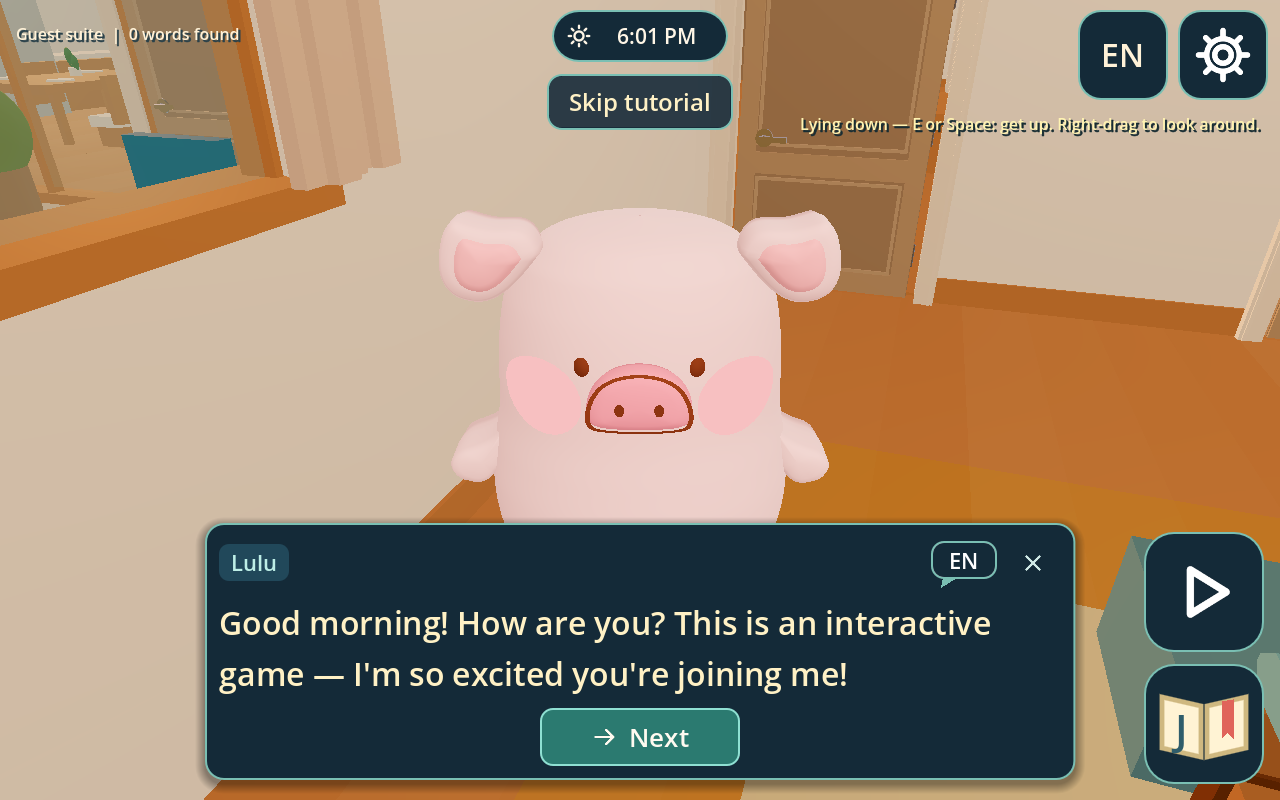 Guest suite | 0 words found
6:01 PM
EN
Skip tutorial
Lying down — E or Space: get up. Right-drag to look around.
Lulu
EN
Good morning! How are you? This is an interactive
game — I'm so excited you're joining me!
→ Next
J